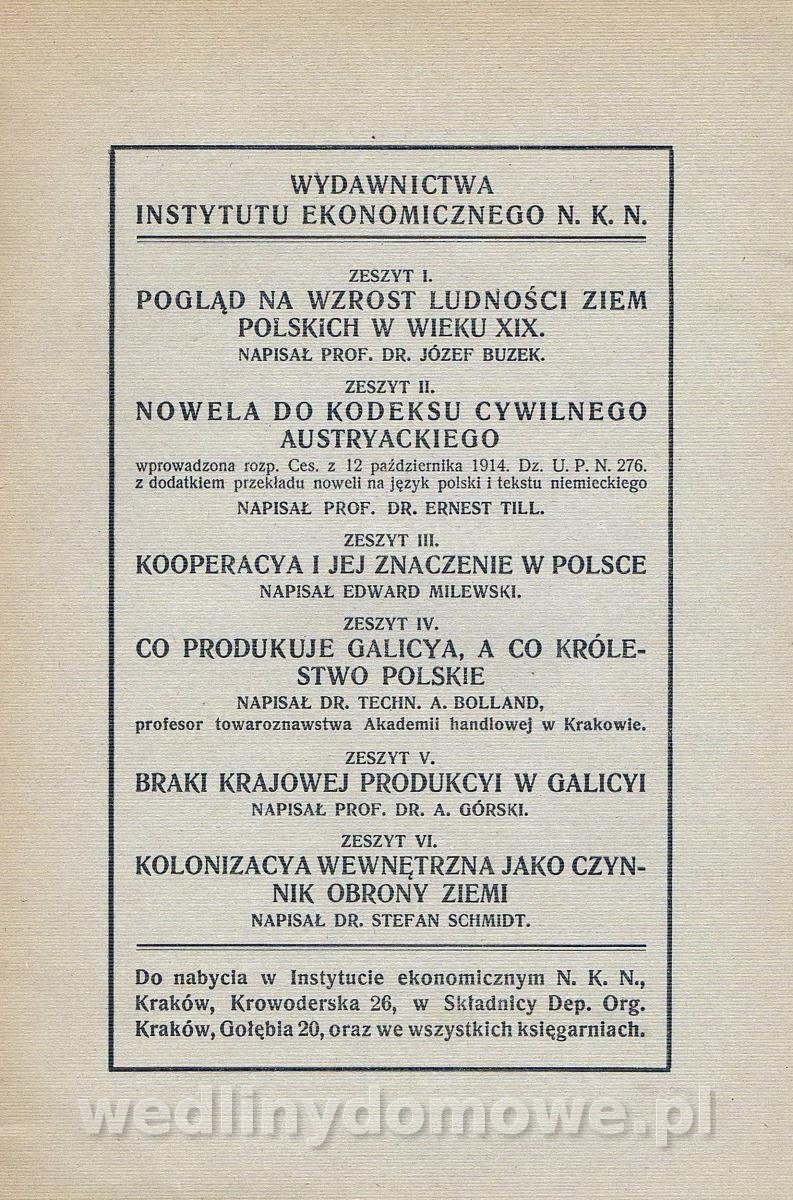 WYDAWNICTWA
INSTYTUTU EKONOMICZNEGO N. K. N.
ZESZYT I.
POGLĄD NA WZROST LUDNOŚCI ZIEM
POLSKICH W WIEKU XIX.
NAPISAŁ PROF. DR. JÓZEF BUZEK.
ZESZYT II.
NOWELA DO KODEKSU CYWILNEGO
AUSTRYACKIEGO
wprowadzona rozp. Ces. z 12 października 1914. Dz. U. P. N. 276.
z dodatkiem przekładu noweli na język polski i tekstu niemieckiego
NAPISAŁ PROF. DR. ERNEST TILL.
ZESZYT III.
KOOPERACYA I JEJ ZNACZENIE W POLSCE
NAPISAŁ EDWARD MILEWSKI.
ZESZYT IV.
CO PRODUKUJE GALICYA, A CO KRÓLE-
STWO POLSKIE
NAPISAŁ DR. TECHN. A. BOLLAND,
profesor towaroznawstwa Akademii handlowej w Krakowie.
ZESZYT V.
BRAKI KRAJOWEJ PRODUKCYI W GALICYI
NAPISAŁ PROF. DR. A. GÓRSKI.
ZESZYT VI.
KOLONIZACYA WEWNĘTRZNA JAKO CZYN-
NIK OBRONY ZIEMI
NAPISAŁ DR. STEFAN SCHMIDT.
Do nabycia w Instytucie ekonomicznym N. K. N.,
Kraków, Krowoderska 26, w Składnicy Dep. Org.
Kraków, Gołębia 20, oraz we wszystkich księgarniach.
wedlinydomowe.pl